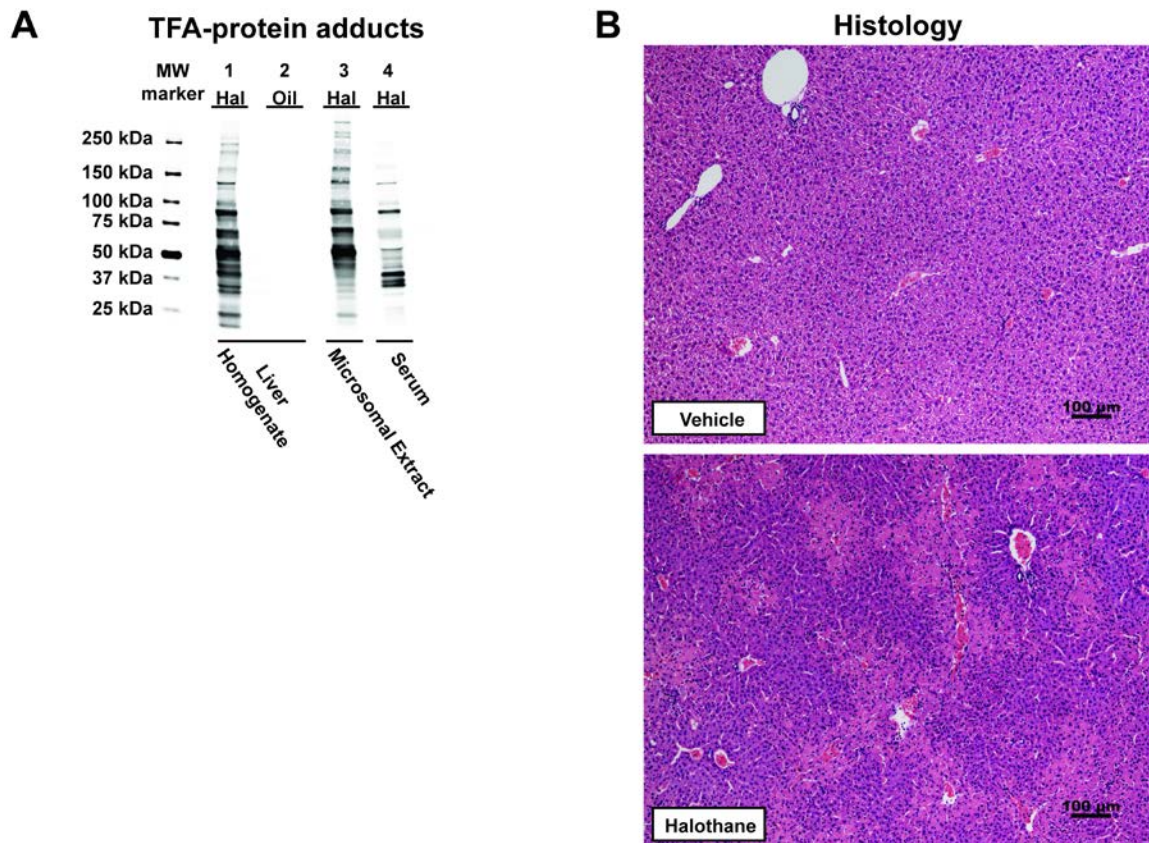 A
TFA-protein adducts
MW marker
1 2 3 4
Hal Oil Hal Hal
250 kDa
150 kDa
100 kDa
75 kDa
50 kDa
37 kDa
25 kDa
Liver
Homogenate
Microsomal Extract
Serum
B
Histology
Vehicle
100 µm
Halothane
100 µm